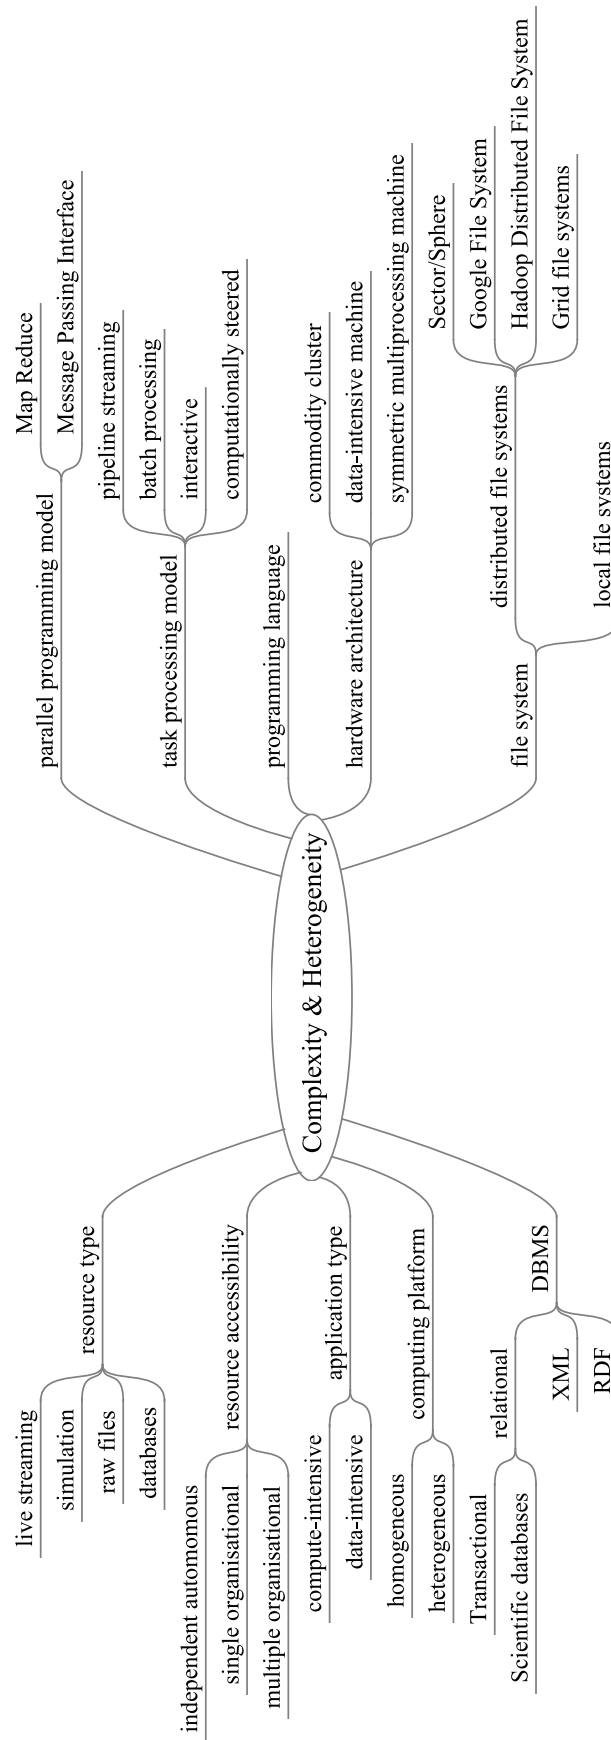 Complexity & Heterogeneity
resource type
live streaming
simulation
raw files
databases
resource accessibility
independent automomous
single organisational
multiple organisational
application type
compute-intensive
data-intensive
computing platform
homogeneous
heterogeneous
DBMS
relational
Transactional
Scientific databases
XML
RDF
parallel programming model
Map Reduce
Message Passing Interface
task processing model
pipeline streaming
batch processing
interactive
computationally steered
programming language
hardware architecture
commodity cluster
data-intensive machine
symmetric multiprocessing machine
file system
distributed file systems
Sector/Sphere
Google File System
Hadoop Distributed File System
Grid file systems
local file systems